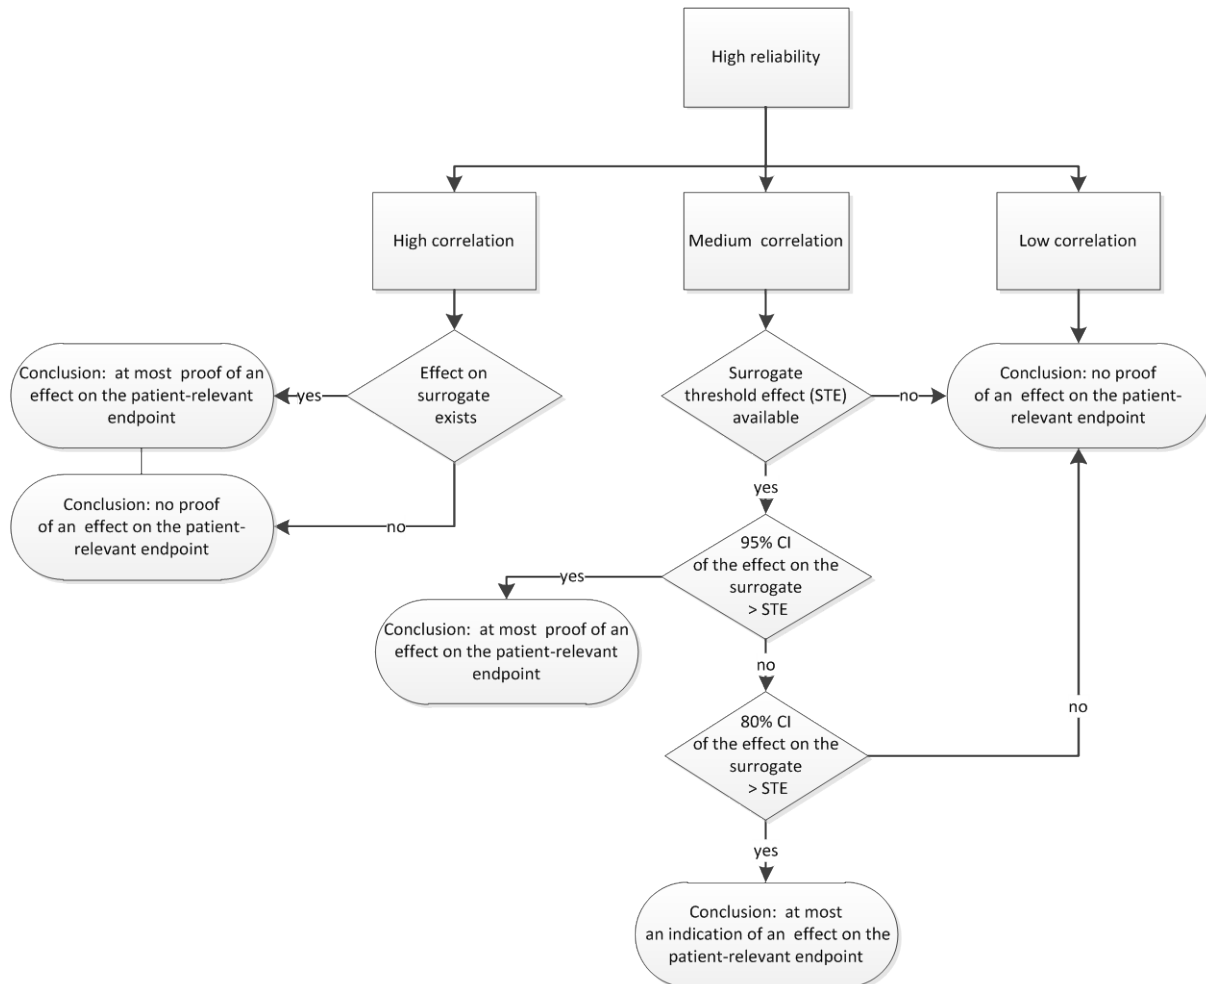 High reliability
High correlation
Medium correlation
Low correlation
Effect on
surrogate
exists
yes
Conclusion: at most proof of an
effect on the patient-relevant
endpoint
no
Conclusion: no proof
of an effect on the patient-
relevant endpoint
Surrogate
threshold effect (STE)
available
no
Conclusion: no proof
of an effect on the patient-
relevant endpoint
yes
95% CI
of the effect on the
surrogate
> STE
yes
Conclusion: at most proof of an
effect on the patient-relevant
endpoint
no
80% CI
of the effect on the
surrogate
> STE
no
yes
Conclusion: at most
an indication of an effect on the
patient-relevant endpoint